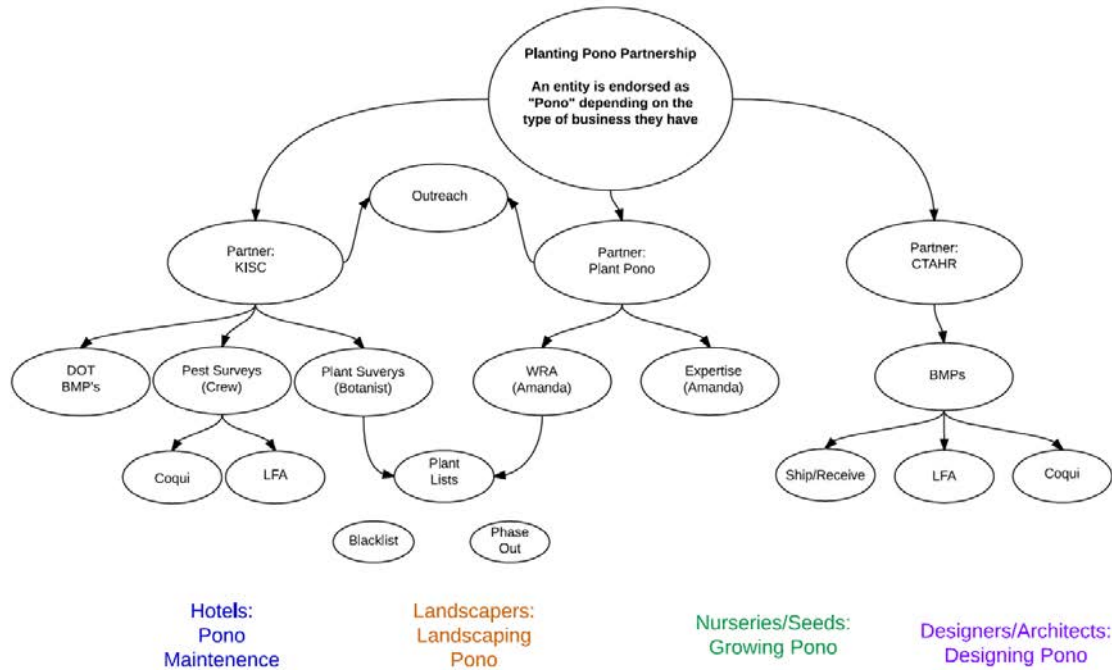 Planting Pono Partnership
An entity is endorsed as
"Pono" depending on the
type of business they have
Outreach
Partner:
KISC
Partner:
Plant Pono
Partner:
CTAHR
DOT
BMP's
Pest Surveys
(Crew)
Plant Suverys
(Botanist)
WRA
(Amanda)
Expertise
(Amanda)
BMPs
Coqui
LFA
Plant
Lists
Ship/Receive
LFA
Coqui
Blacklist
Phase
Out
Hotels:
Pono
Maintenence
Landscapers:
Landscaping
Pono
Nurseries/Seeds:
Growing Pono
Designers/Architects:
Designing Pono